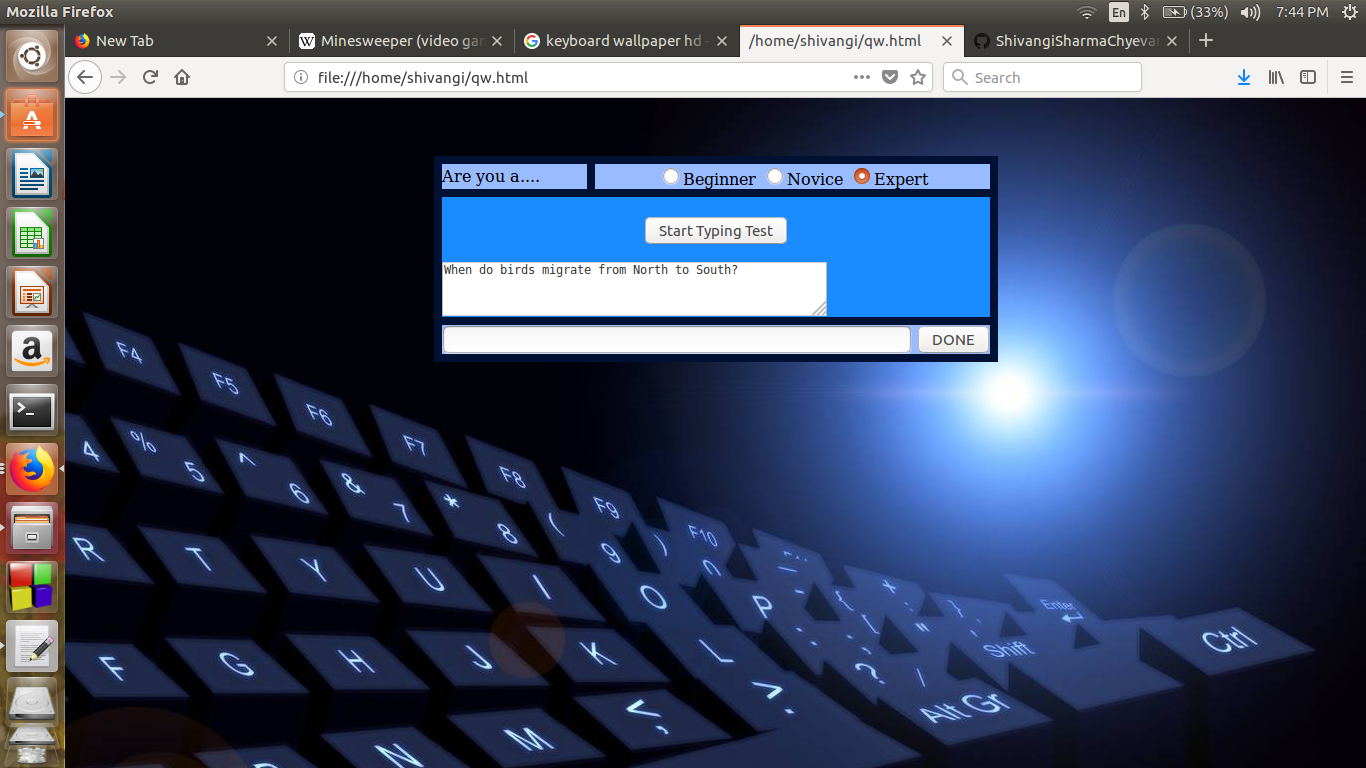 Mozilla Firefox
En
(33%)
7:44 PM
New Tab
Minesweeper (video gar
keyboard wallpaper hd -
/home/shivangi/qw.html
ShivangiSharmaChyevar
file:///home/shivangi/qw.html
Search
Are you a....
Beginner Novice Expert
Start Typing Test
When do birds migrate from North to South?
DONE
F4 F5 F6 F7 F8 F9 F10
4 % 5 ^ 6 & 7 * 8 ( 9 ) 0
R T Y U I O P { [ } ] Enter
F G H J K L : ; " Shift Ctrl
N M < , > . ? / Alt Gr